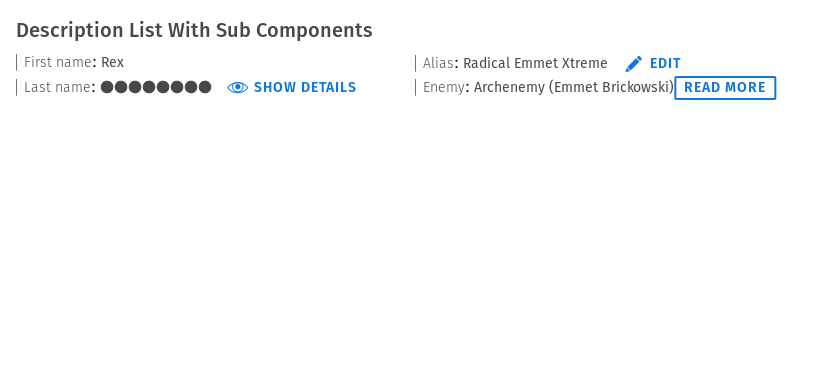 Description List With Sub Components
First name: Rex
Last name: ●●●●●●●● SHOW DETAILS
Alias: Radical Emmet Xtreme EDIT
Enemy: Archenemy (Emmet Brickowski) READ MORE